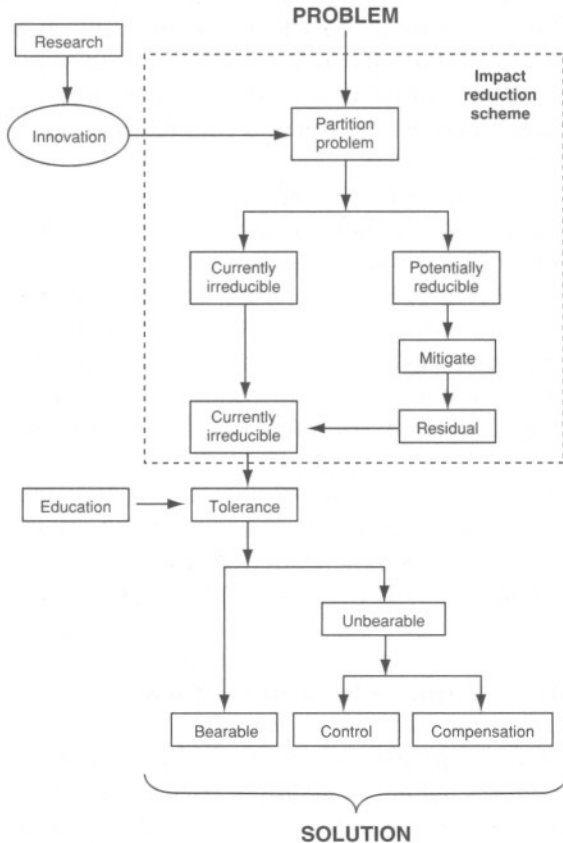 PROBLEM
Research
Impact
reduction
scheme
Innovation
Partition
problem
Currently
irreducible
Potentially
reducible
Mitigate
Currently
irreducible
Residual
Education
Tolerance
Unbearable
Bearable
Control
Compensation
SOLUTION